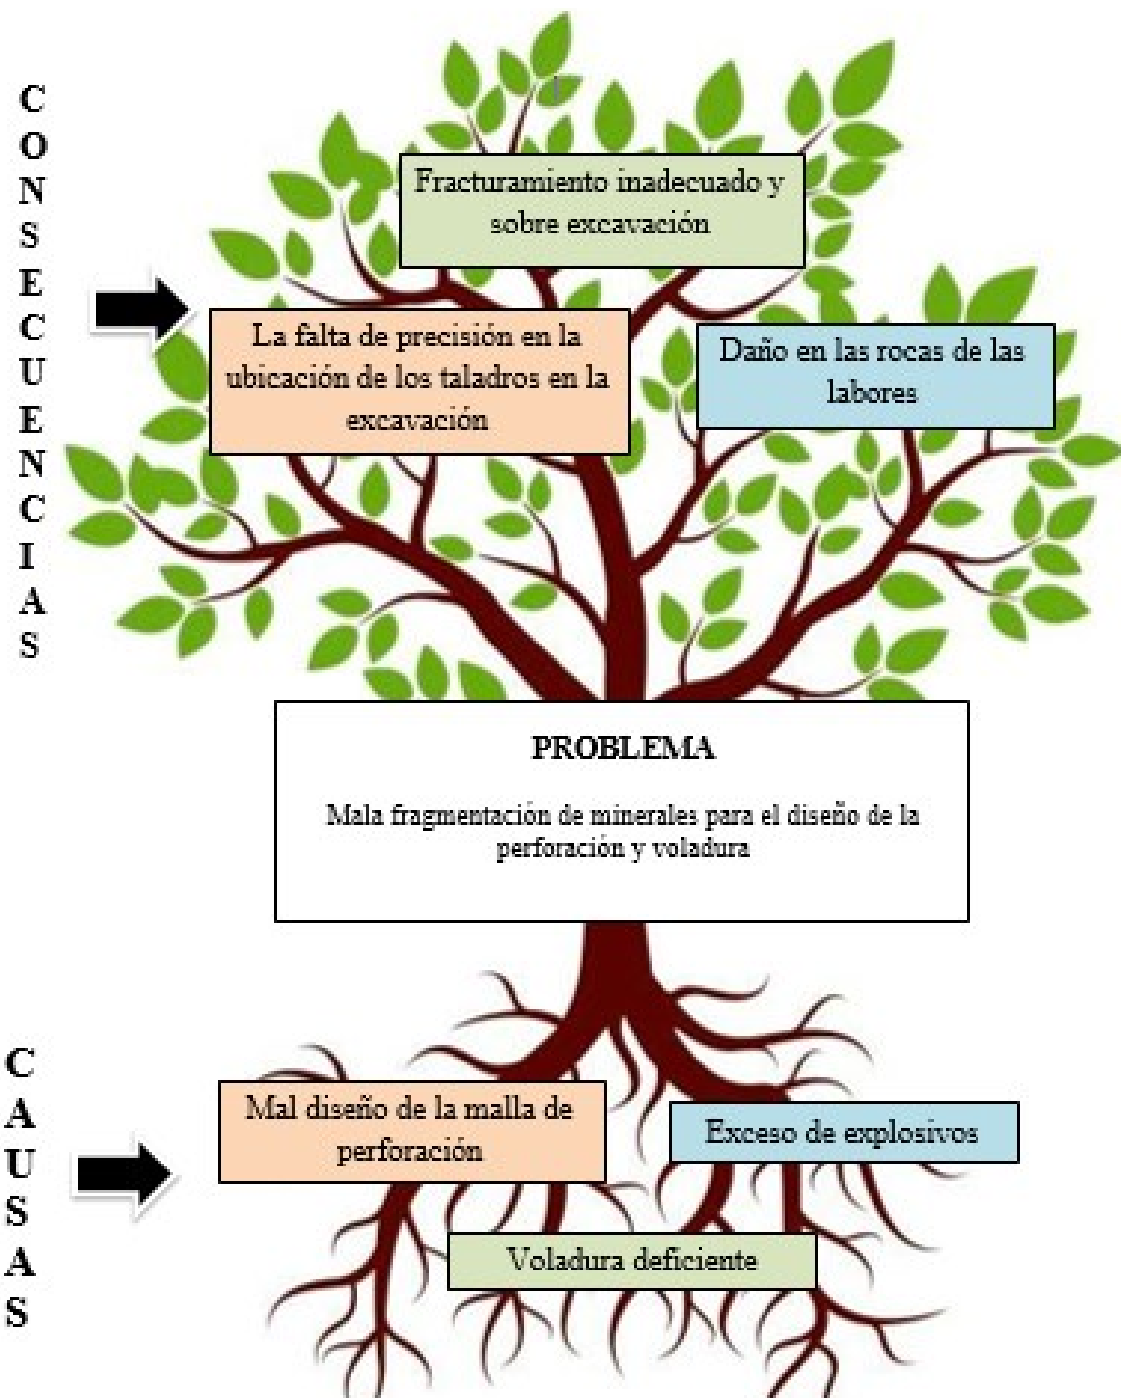 CONSECUENCIAS
Fracturamiento inadecuado y
sobre excavación
La falta de precisión en la
ubicación de los taladros en la
excavación
Daño en las rocas de las
labores
PROBLEMA
Mala fragmentación de minerales para el diseño de la
perforación y voladura
CAUSAS
Mal diseño de la malla de
perforación
Exceso de explosivos
Voladura deficiente